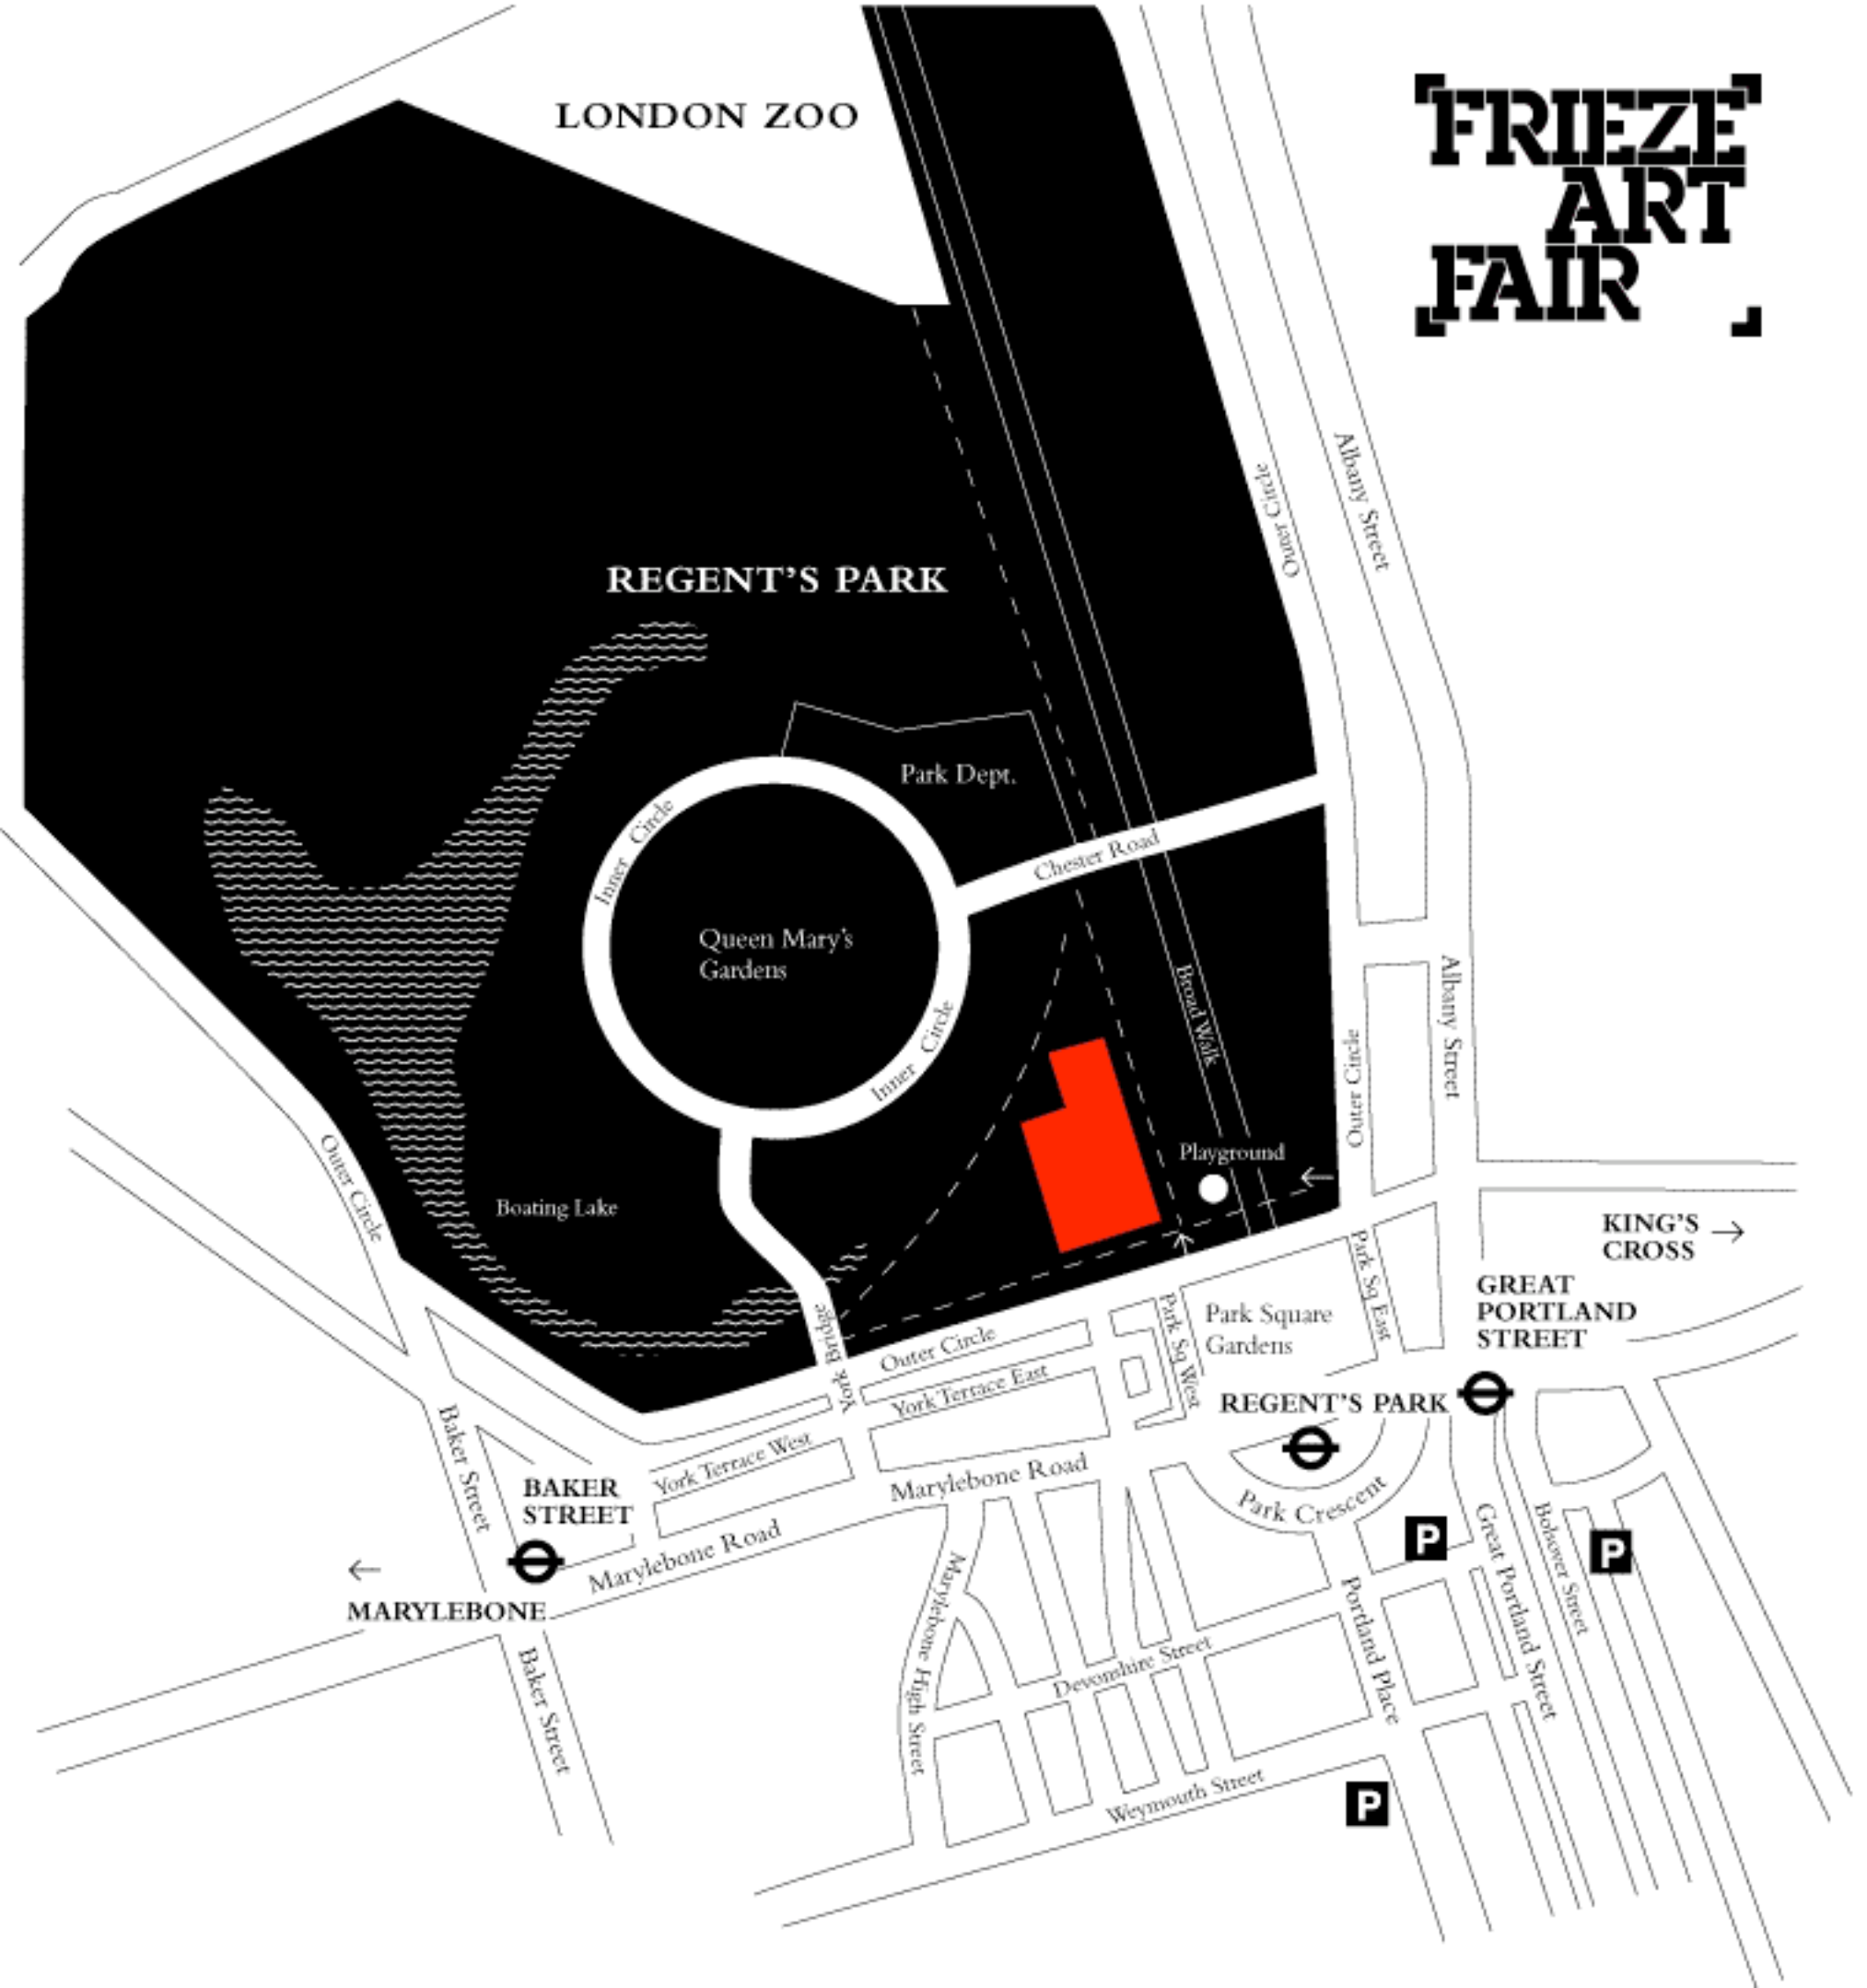 LONDON ZOO
FRIEZE
ART
FAIR
Albany Street
Outer Circle
REGENT'S PARK
Park Dept.
Inner Circle
Chester Road
Queen Mary's
Gardens
Broad Walk
Albany Street
Inner Circle
Outer Circle
Outer Circle
Playground
Boating Lake
KING'S
CROSS →
Park Sq East
GREAT
PORTLAND
STREET
York Bridge
Park Sq West
Park Square
Gardens
Outer Circle
York Terrace East
REGENT'S PARK
Baker Street
York Terrace West
Marylebone Road
Park Crescent
BAKER
STREET
Marylebone Road
P
P
Great Portland Street
Bolsover Street
←
MARYLEBONE
Marylebone High Street
Portland Place
Devonshire Street
Baker Street
Weymouth Street
P